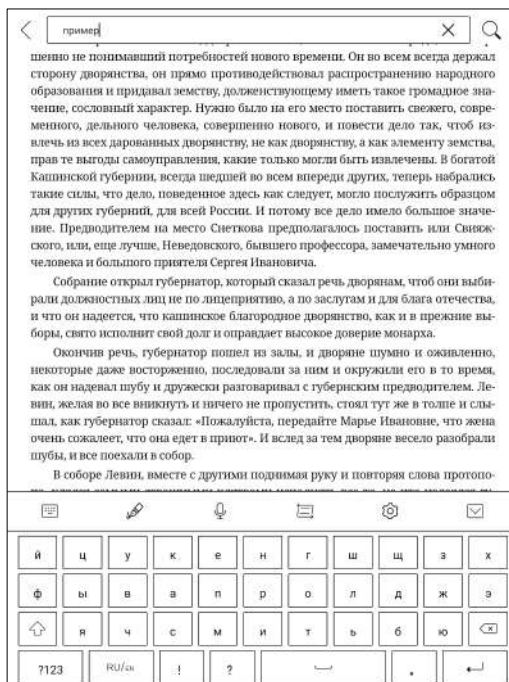 пример
шенно не понимавший потребностей нового времени. Он во всем всегда держал
сторону дворянства, он прямо противодействовал распространению народного
образования и придавал земству, долженствующему иметь такое громадное зна-
чение, сословный характер. Нужно было на его место поставить свежего, совре-
менного, дельного человека, совершенно нового, и повести дело так, чтоб из-
влечь из всех дарованных дворянству, не как дворянству, а как элементу земства,
прав те выгоды самоуправления, какие только могли быть извлечены. В богатой
Кашинской губернии, всегда шедшей во всем впереди других, теперь набрались
такие силы, что дело, поведенное здесь как следует, могло послужить образцом
для других губерний, для всей России. И потому все дело имело большое значе-
ние. Предводителем на место Снеткова предполагалось поставить или Свияж-
ского, или, еще лучше, Неведовского, бывшего профессора, замечательно умного
человека и большого приятеля Сергея Ивановича.
Собрание открыл губернатор, который сказал речь дворянам, чтоб они выби-
рали должностных лиц не по лицеприятию, а по заслугам и для блага отечества,
и что он надеется, что кашинское благородное дворянство, как и в прежние вы-
боры, свято исполнит свой долг и оправдает высокое доверие монарха.
Окончив речь, губернатор пошел из залы, и дворяне шумно и оживленно,
некоторые даже восторженно, последовали за ним и окружили его в то время,
как он надевал шубу и дружески разговаривал с губернским предводителем. Ле-
вин, желая во все вникнуть и ничего не пропустить, стоял тут же в толпе и слы-
шал, как губернатор сказал: «Пожалуйста, передайте Марье Ивановне, что жена
очень сожалеет, что она едет в приют». И вслед за тем дворяне весело разобрали
шубы, и все поехали в собор.
В соборе Левин, вместе с другими поднимая руку и повторяя слова протопо-
й ц у к е н г ш щ з х
ф ы в а п р о л д ж э
я ч с м и т ь б ю
?123 RU/EN ! ? .